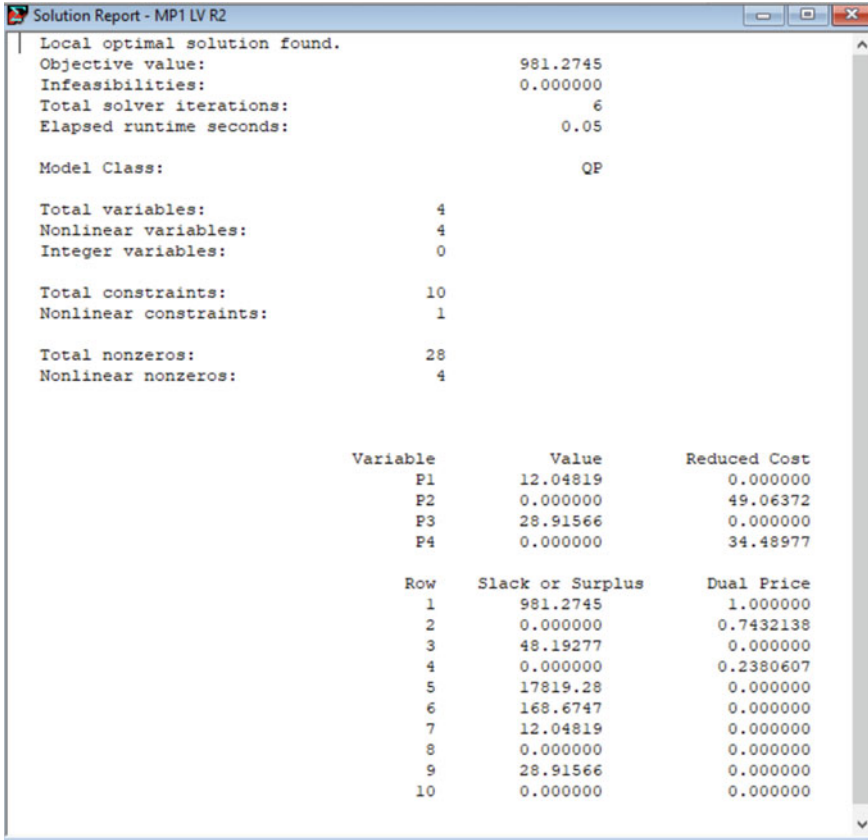 Solution Report - MP1 LV R2
Local optimal solution found.
Objective value: 981.2745
Infeasibilities: 0.000000
Total solver iterations: 6
Elapsed runtime seconds: 0.05
Model Class: QP
Total variables: 4
Nonlinear variables: 4
Integer variables: 0
Total constraints: 10
Nonlinear constraints: 1
Total nonzeros: 28
Nonlinear nonzeros: 4
Variable Value Reduced Cost
P1 12.04819 0.000000
P2 0.000000 49.06372
P3 28.91566 0.000000
P4 0.000000 34.48977
Row Slack or Surplus Dual Price
1 981.2745 1.000000
2 0.000000 0.7432138
3 48.19277 0.000000
4 0.000000 0.2380607
5 17819.28 0.000000
6 168.6747 0.000000
7 12.04819 0.000000
8 0.000000 0.000000
9 28.91566 0.000000
10 0.000000 0.000000